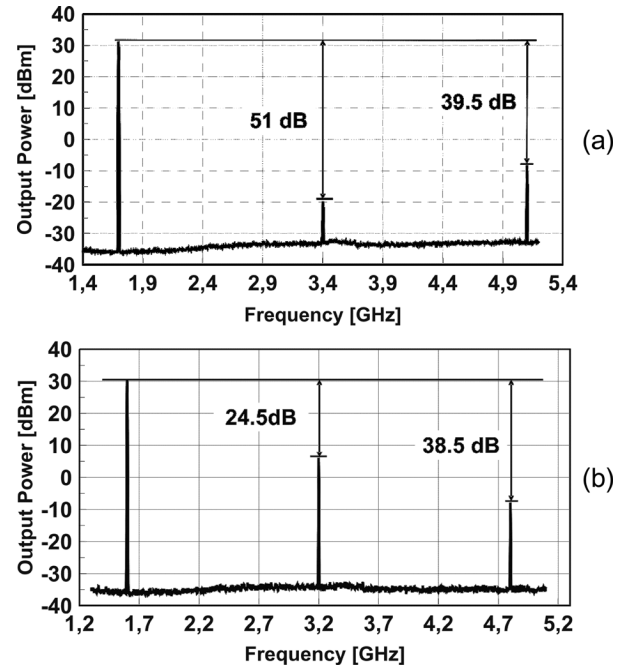 40
30
20
10
0
-10
-20
-30
-40
Output Power [dBm]
51 dB
39.5 dB
(a)
1,4 1,9 2,4 2,9 3,4 3,9 4,4 4,9 5,4
Frequency [GHz]
40
30
20
10
0
-10
-20
-30
-40
Output Power [dBm]
24.5dB
38.5 dB
(b)
1,2 1,7 2,2 2,7 3,2 3,7 4,2 4,7 5,2
Frequency [GHz]